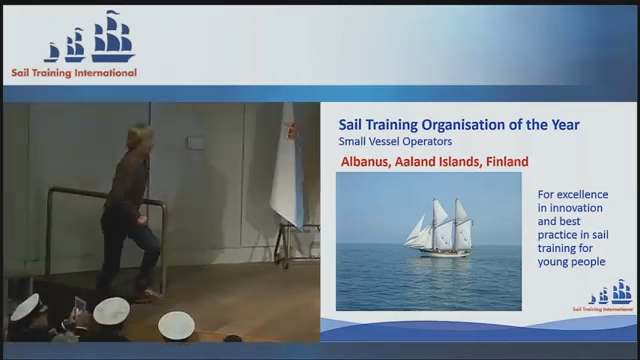 Sail Training International
Sail Training Organisation of the Year
Small Vessel Operators
Albanus, Aaland Islands, Finland
For excellence
in innovation
and best
practice in sail
training for
young people
Sail Training International